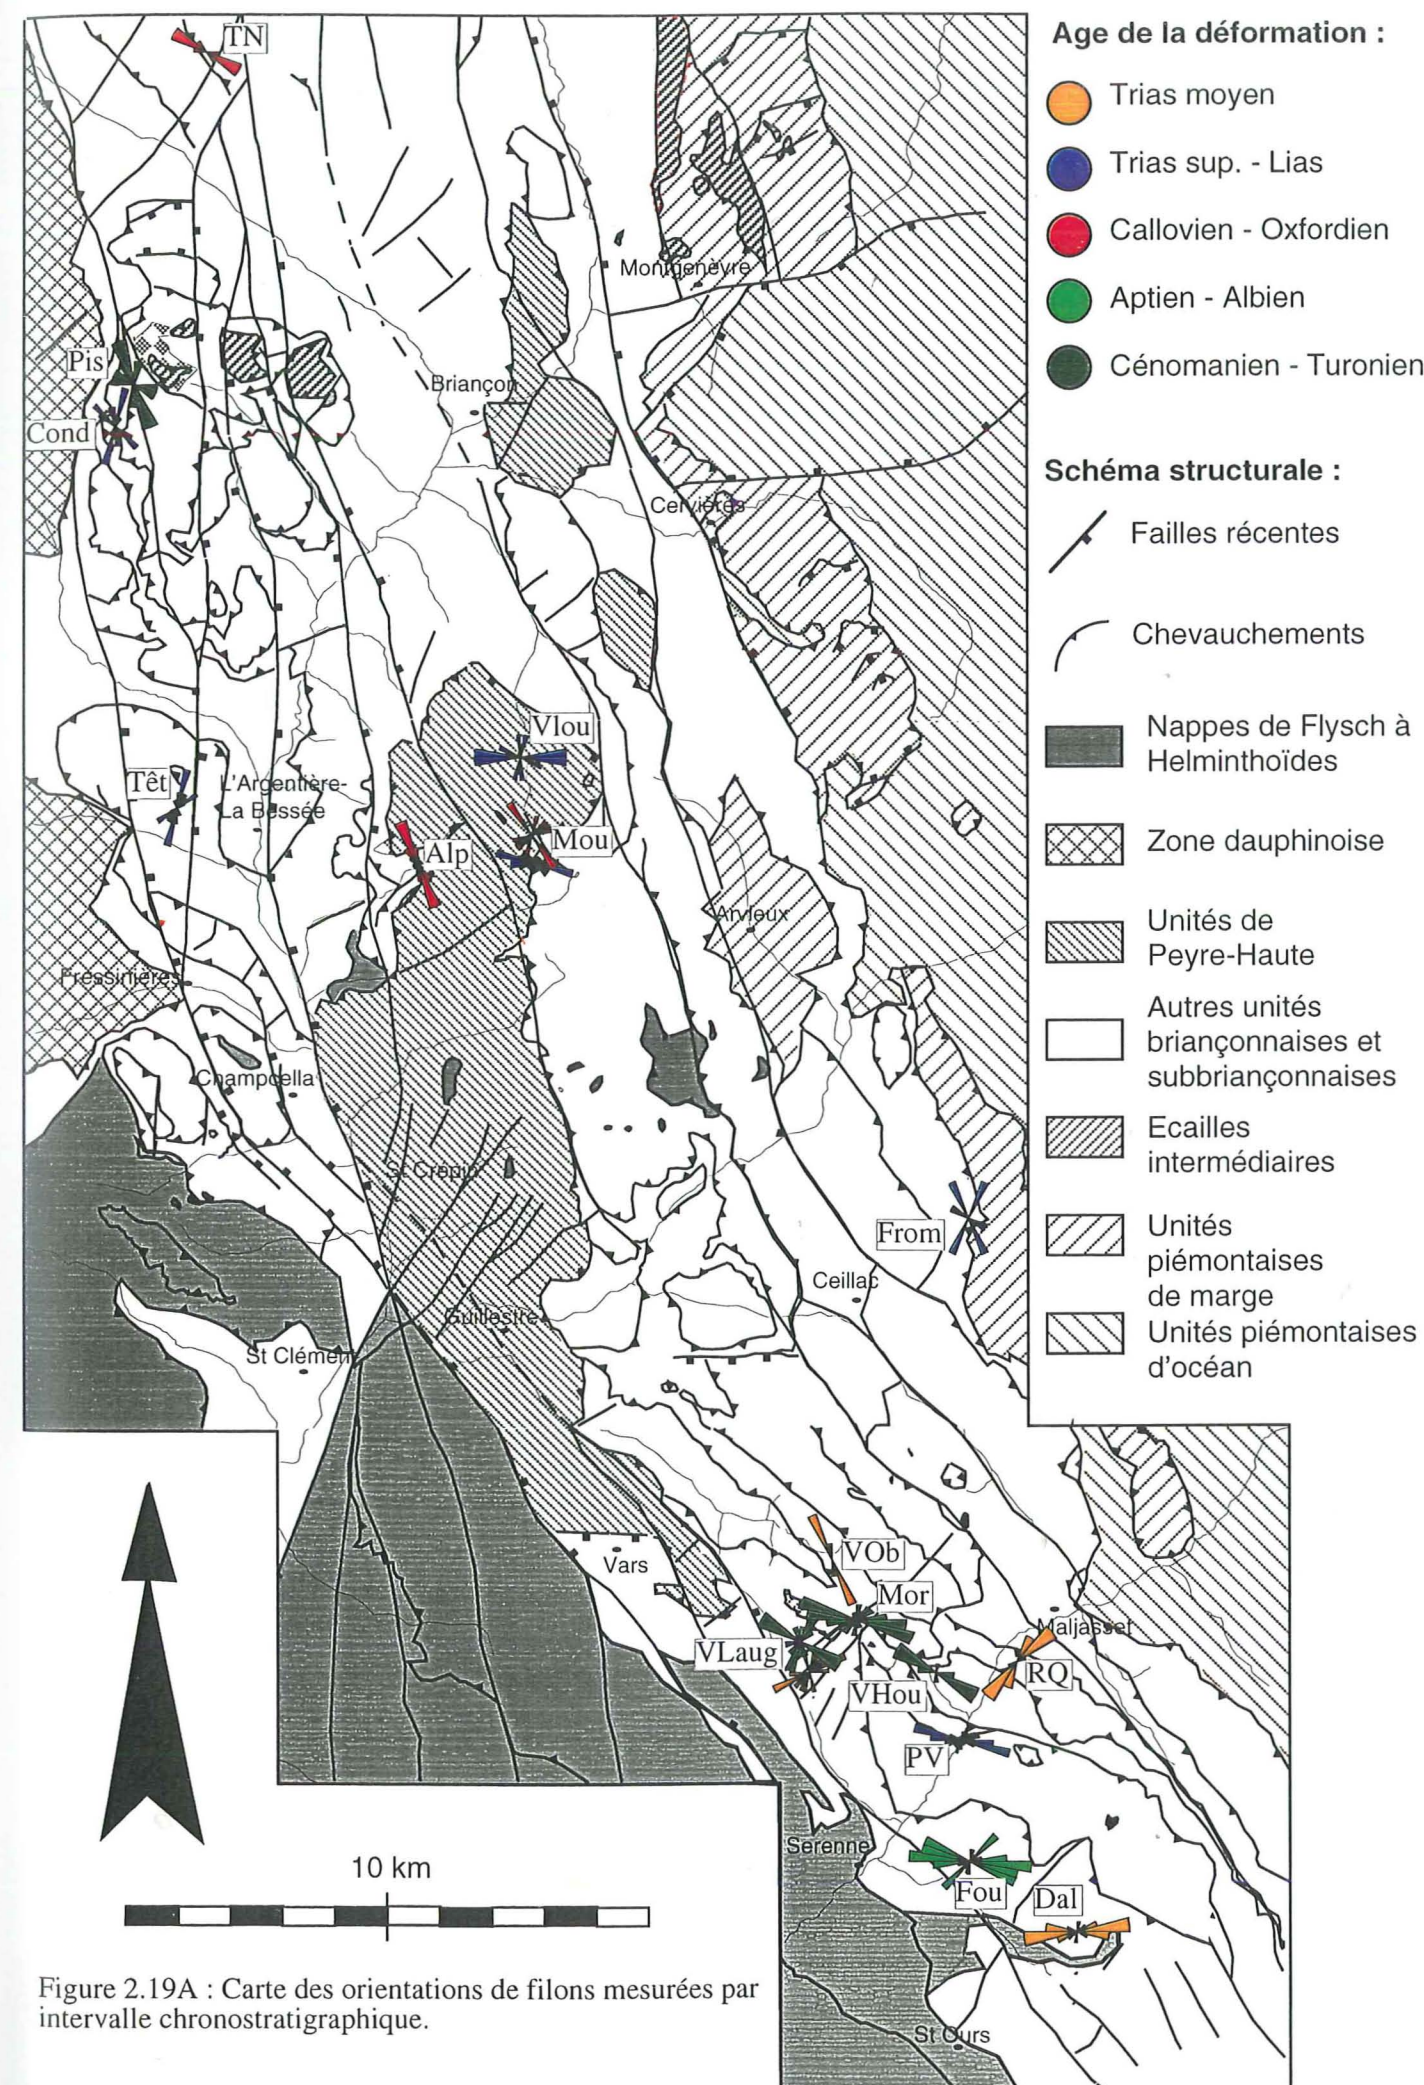 TN
Montgenèvre
Pis
Briançon
Cond
Cervières
Vlou
Têt
L'Argentière-
La Bessée
Mou
Alp
Arvieux
Fressinières
Champcella
St Crépin
From
Ceillac
Guillestre
St Clément
VOb
Vars
Mor
Maljasset
VLaug
RQ
VHou
PV
Serenne
Fou
Dal
St Ours
Age de la déformation :
Trias moyen
Trias sup. - Lias
Callovien - Oxfordien
Aptien - Albien
Cénomanien - Turonien
Schéma structurale :
Failles récentes
Chevauchements
Nappes de Flysch à
Helminthoïdes
Zone dauphinoise
Unités de
Peyre-Haute
Autres unités
briançonnaises et
subbriançonnaises
Ecailles
intermédiaires
Unités
piémontaises
de marge
Unités piémontaises
d'océan
10 km
Figure 2.19A : Carte des orientations de filons mesurées par
intervalle chronostratigraphique.